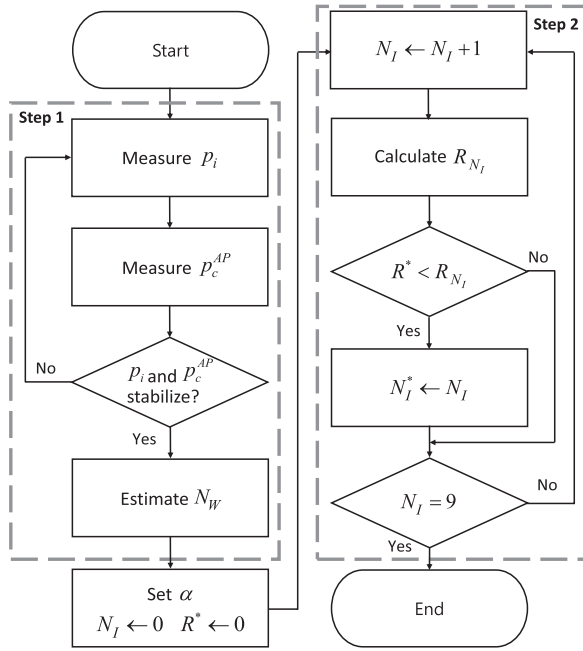 Start
Step 1
Measure p_i
Measure p_c^{AP}
p_i and p_c^{AP}
stabilize?
No
Yes
Estimate N_W
Set α
N_I ← 0 R^* ← 0
Step 2
N_I ← N_I + 1
Calculate R_{N_I}
R^* < R_{N_I}
No
Yes
N_I^* ← N_I
N_I = 9
No
Yes
End